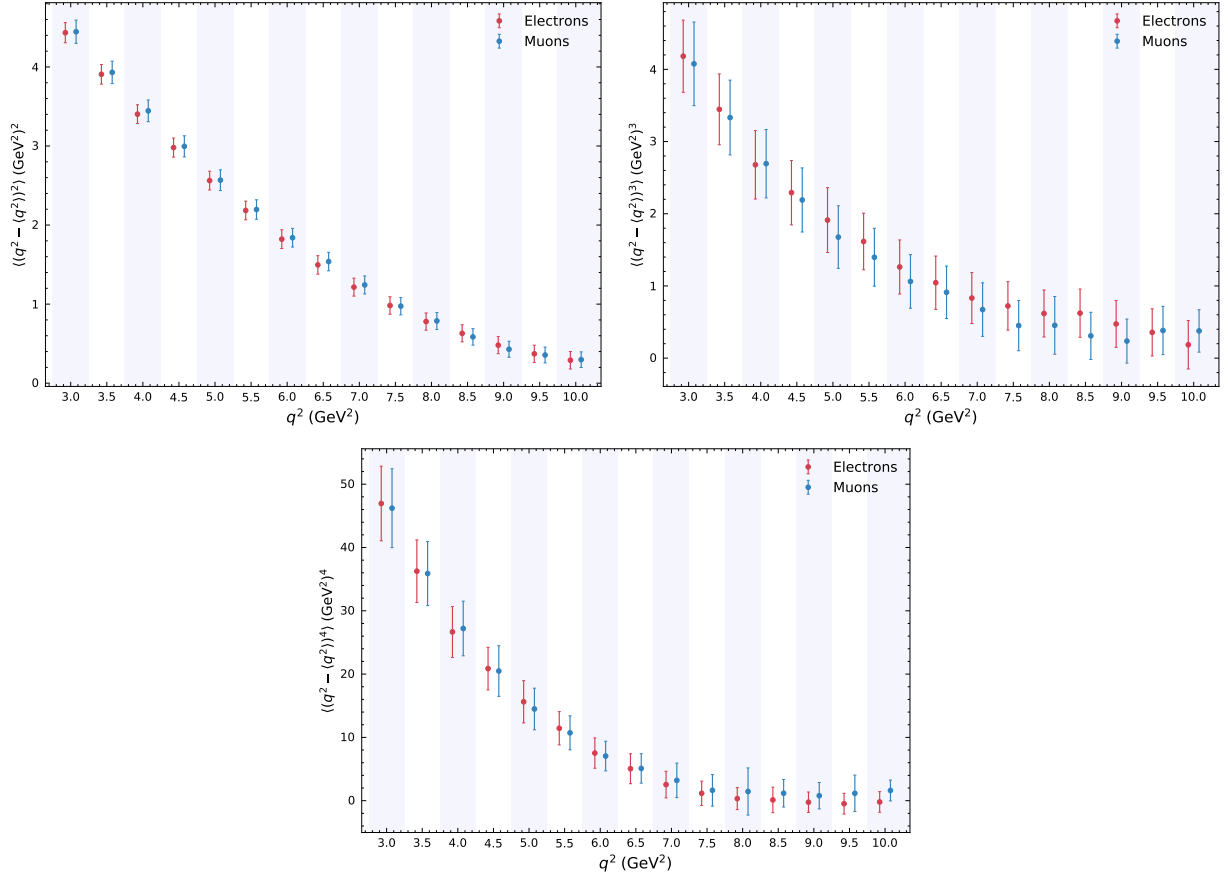 Electrons
Muons
⟨(q² − ⟨q²⟩)²⟩ (GeV²)²
4
3
2
1
0
3.0 3.5 4.0 4.5 5.0 5.5 6.0 6.5 7.0 7.5 8.0 8.5 9.0 9.5 10.0
q² (GeV²)
Electrons
Muons
⟨(q² − ⟨q²⟩)³⟩ (GeV²)³
4
3
2
1
0
3.0 3.5 4.0 4.5 5.0 5.5 6.0 6.5 7.0 7.5 8.0 8.5 9.0 9.5 10.0
q² (GeV²)
Electrons
Muons
⟨(q² − ⟨q²⟩)⁴⟩ (GeV²)⁴
50
40
30
20
10
0
3.0 3.5 4.0 4.5 5.0 5.5 6.0 6.5 7.0 7.5 8.0 8.5 9.0 9.5 10.0
q² (GeV²)